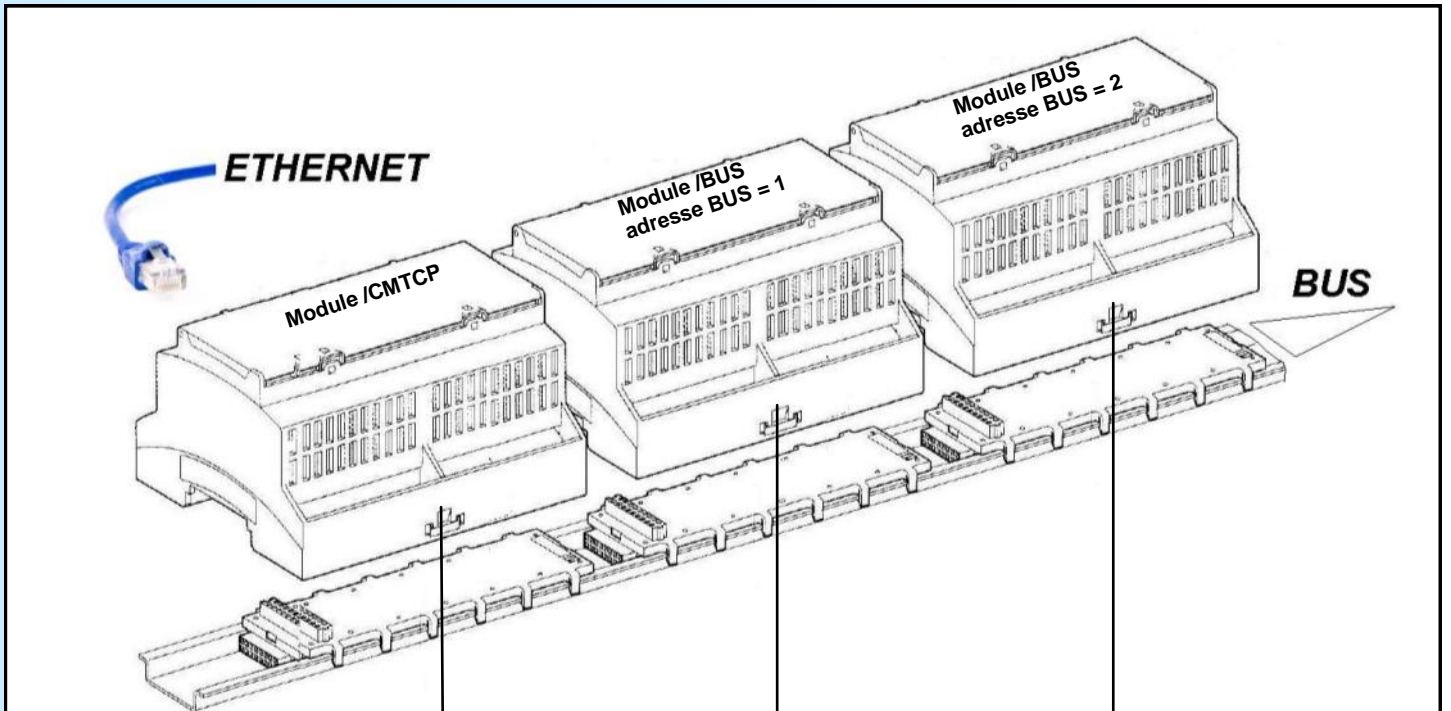 Module /BUS
adresse BUS = 2
ETHERNET
Module /BUS
adresse BUS = 1
BUS
Module /CMTCP